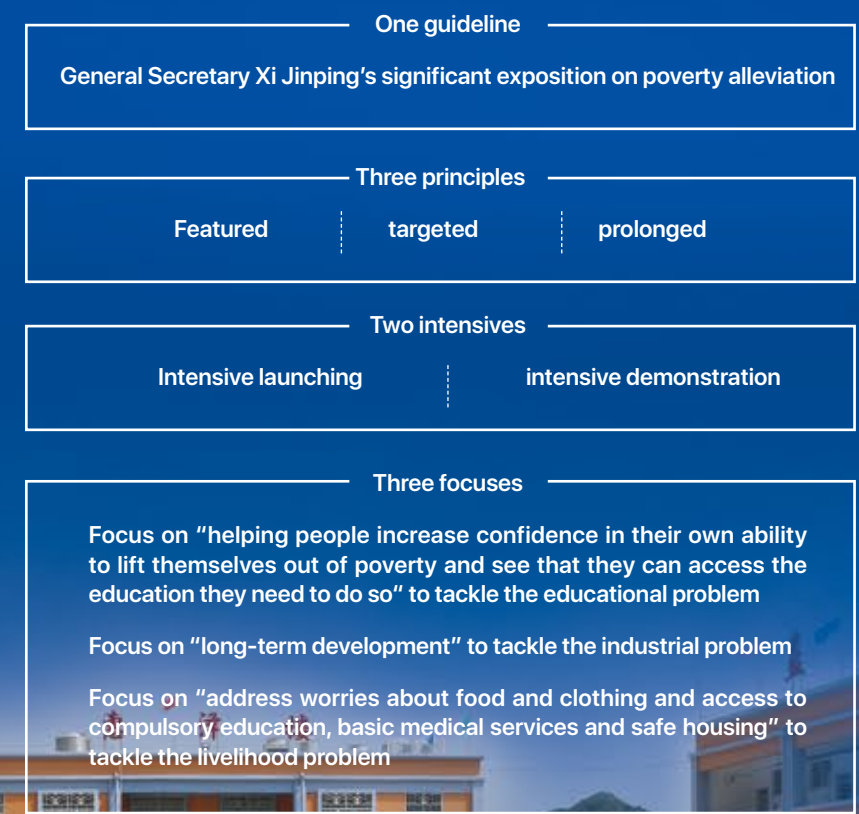 One guideline
General Secretary Xi Jinping’s significant exposition on poverty alleviation
Three principles
Featured targeted prolonged
Two intensives
Intensive launching intensive demonstration
Three focuses
Focus on “helping people increase confidence in their own ability
to lift themselves out of poverty and see that they can access the
education they need to do so“ to tackle the educational problem
Focus on “long-term development” to tackle the industrial problem
Focus on “address worries about food and clothing and access to
compulsory education, basic medical services and safe housing” to
tackle the livelihood problem